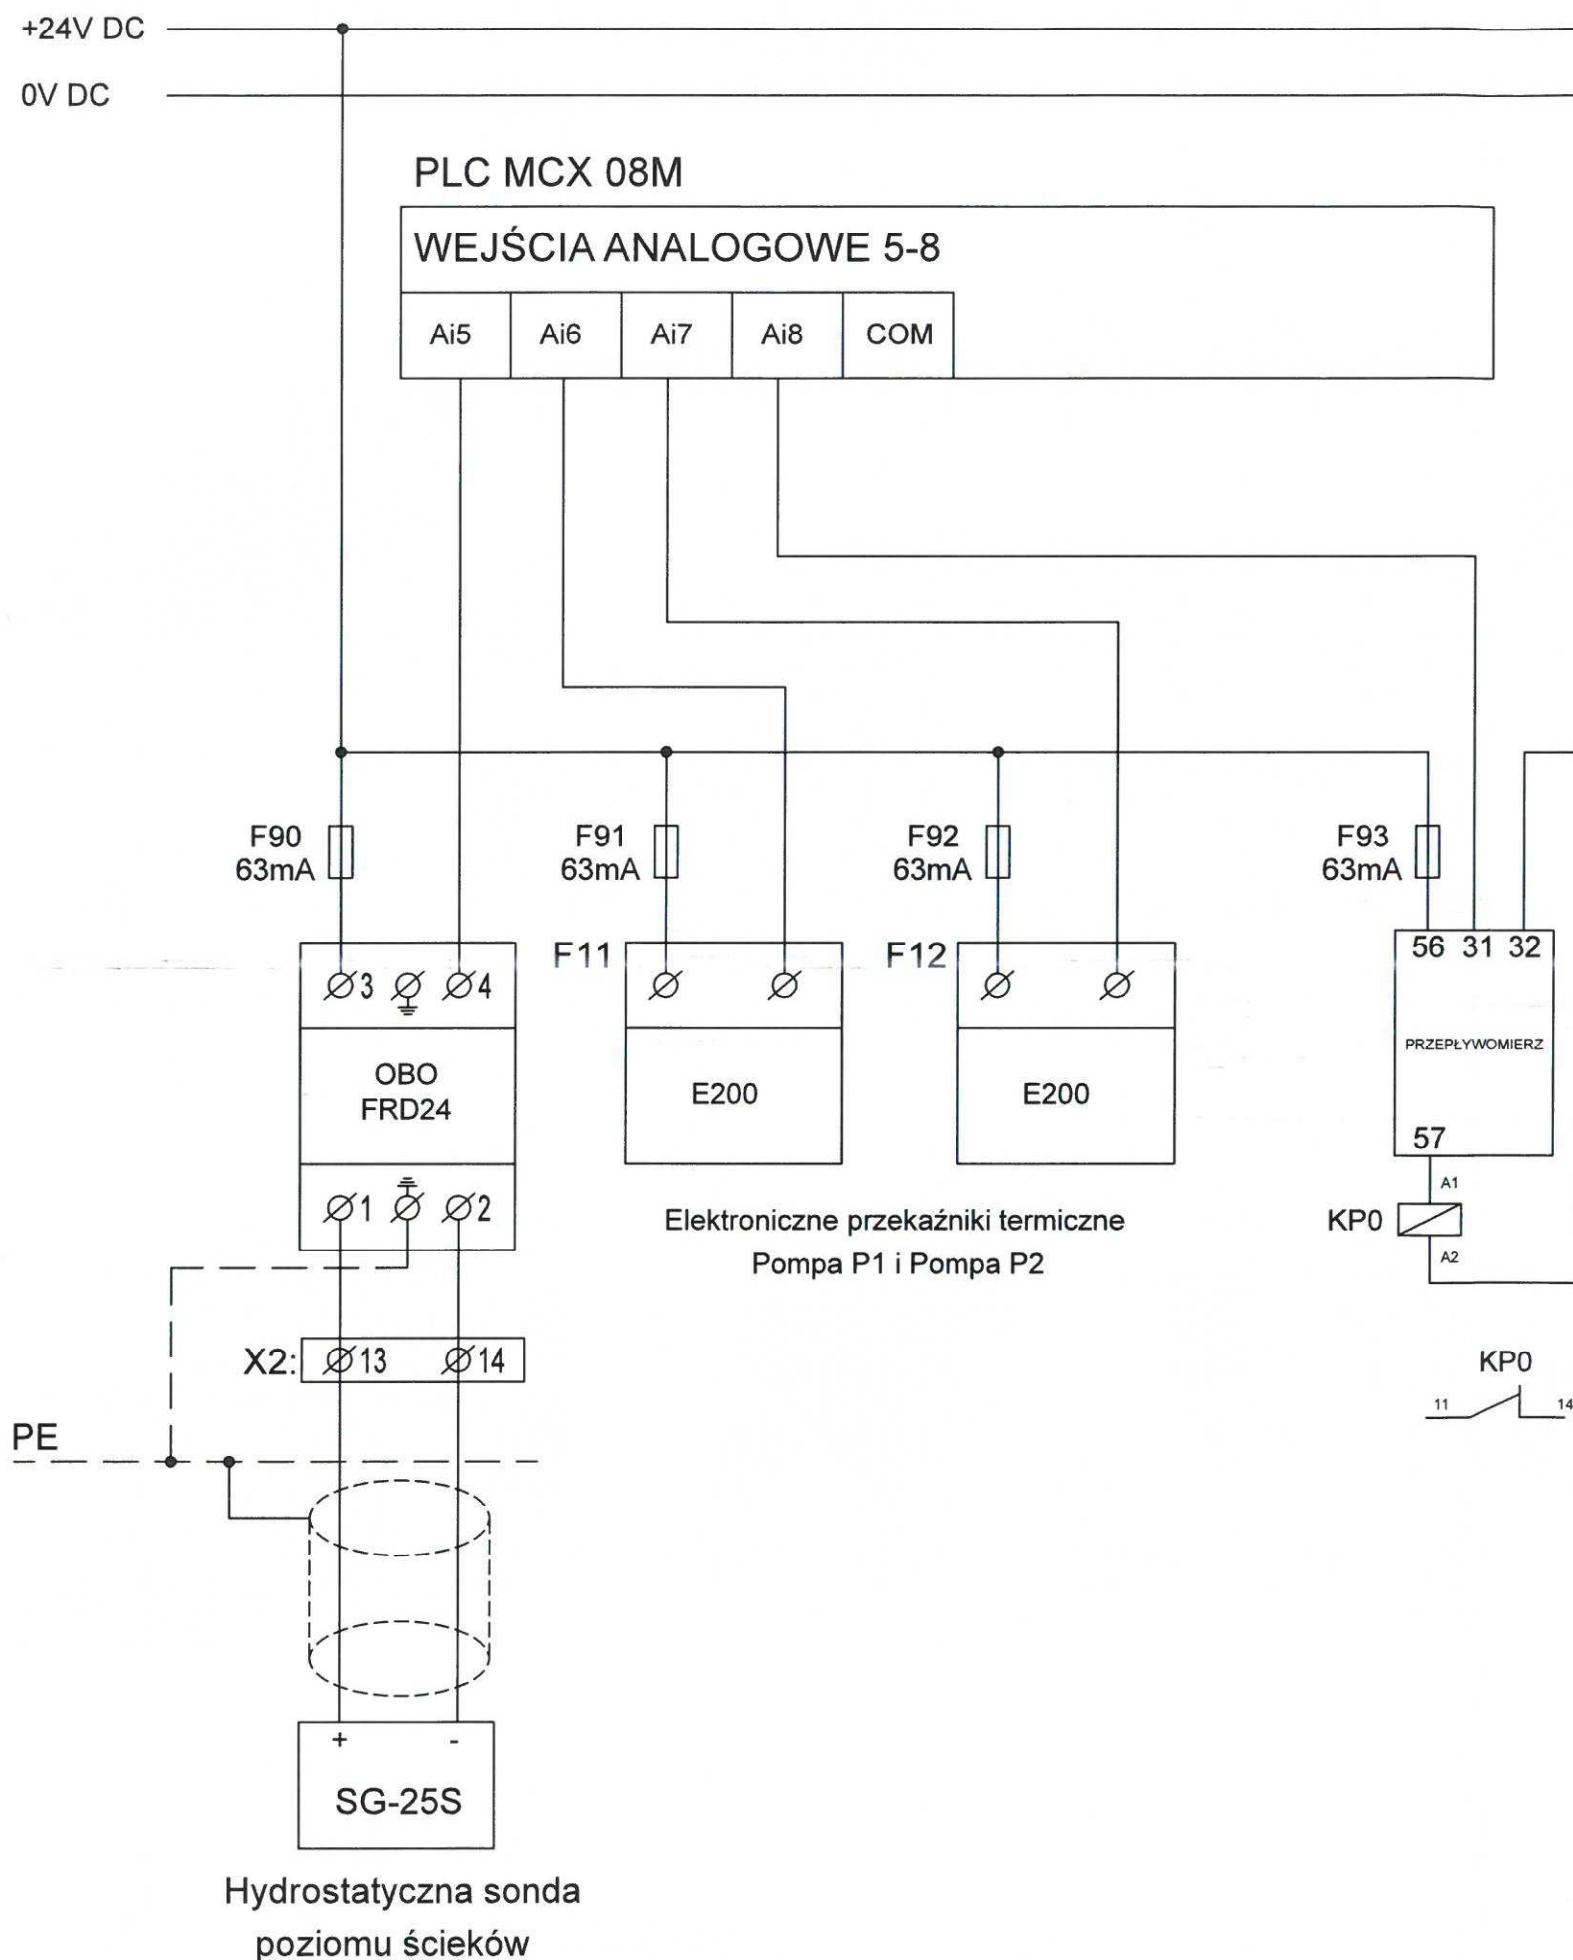 +24V DC
0V DC
PLC MCX 08M
WEJŚCIA ANALOGOWE 5-8
Ai5 Ai6 Ai7 Ai8 COM
F90
63mA
F91
63mA
F92
63mA
F93
63mA
F11
F12
56 31 32
3 4
PRZEPŁYWOMIERZ
OBO
FRD24
E200
E200
57
1 2
A1
KP0
A2
Elektroniczne przekaźniki termiczne
Pompa P1 i Pompa P2
X2: 13 14
KP0
11 14
PE
+ -
SG-25S
Hydrostatyczna sonda
poziomu ścieków